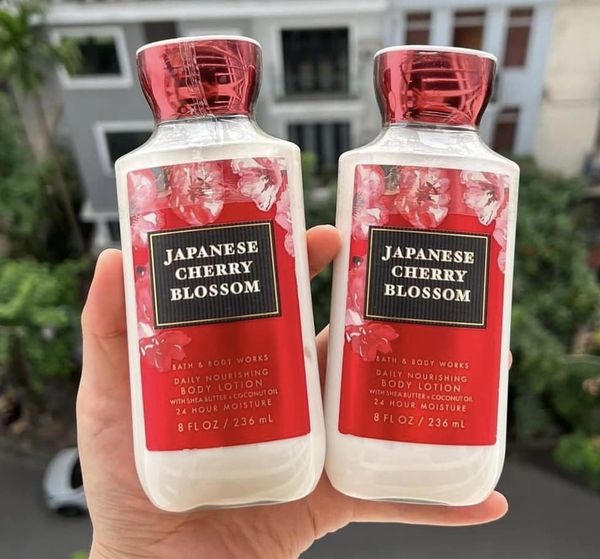 JAPANESE
CHERRY
BLOSSOM
BATH & BODY WORKS
DAILY NOURISHING
BODY LOTION
WITH SHEA BUTTER + COCONUT OIL
24 HOUR MOISTURE
8 FL OZ / 236 mL
JAPANESE
CHERRY
BLOSSOM
BATH & BODY WORKS
DAILY NOURISHING
BODY LOTION
WITH SHEA BUTTER + COCONUT OIL
24 HOUR MOISTURE
8 FL OZ / 236 mL